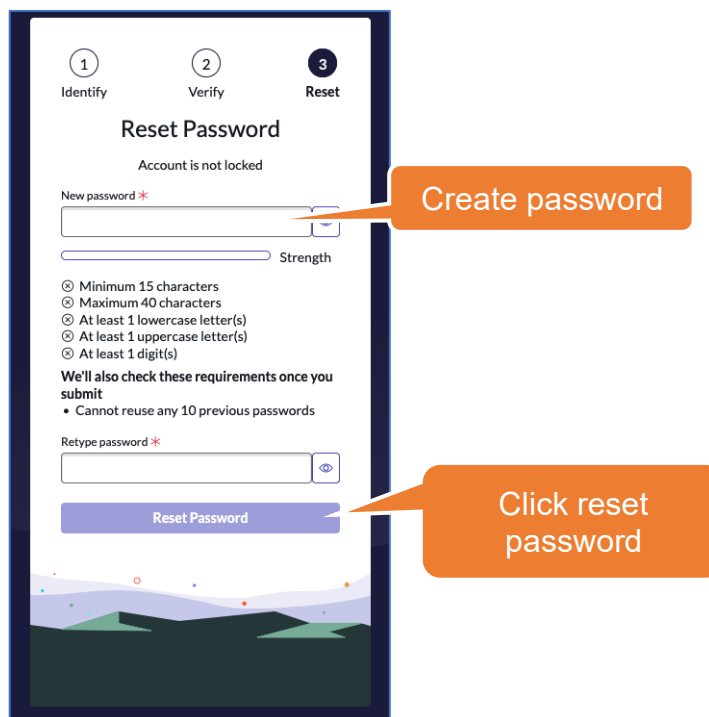 1 2 3
Identify Verify Reset
Reset Password
Account is not locked
New password *
Create password
Strength
Minimum 15 characters
Maximum 40 characters
At least 1 lowercase letter(s)
At least 1 uppercase letter(s)
At least 1 digit(s)
We'll also check these requirements once you
submit
• Cannot reuse any 10 previous passwords
Retype password *
Reset Password
Click reset
password